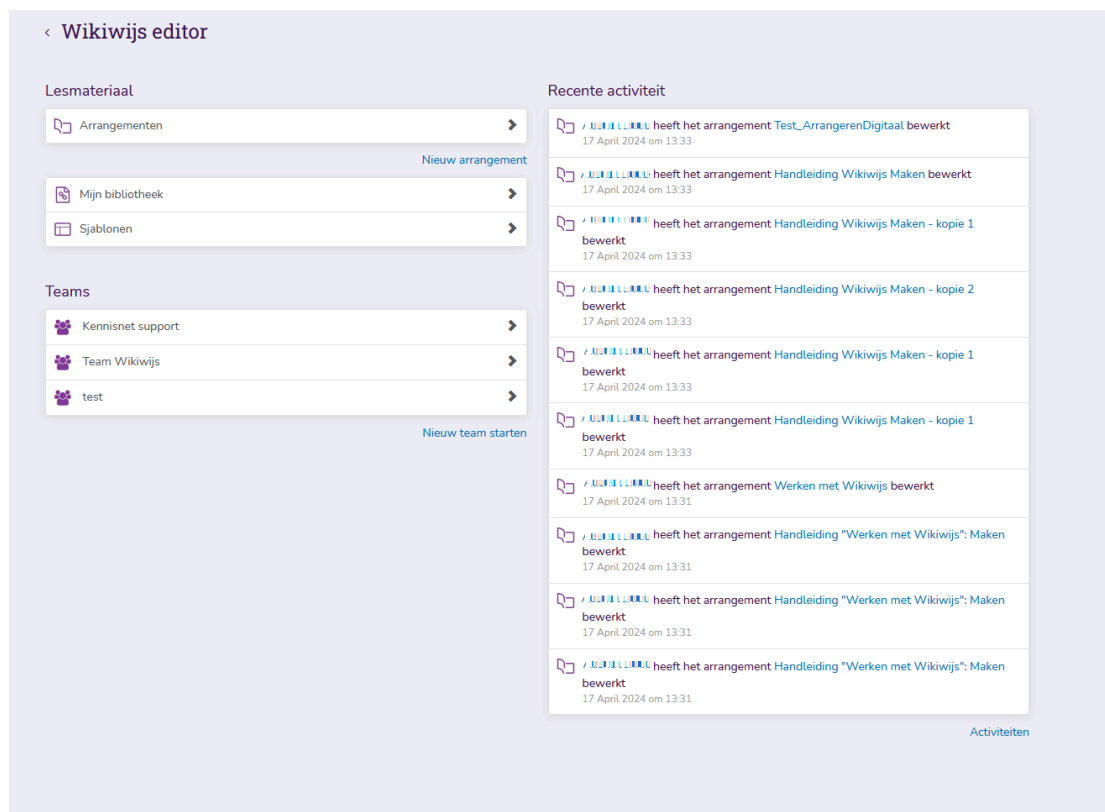 Wikiwijs editor
Lesmateriaal
Arrangementen
Nieuw arrangement
Mijn bibliotheek
Sjablonen
Teams
Kennisnet support
Team Wikiwijs
test
Nieuw team starten
Recente activiteit
heeft het arrangement Test_ArrangerenDigitaal bewerkt
17 April 2024 om 13:33
heeft het arrangement Handleiding Wikiwijs Maken bewerkt
17 April 2024 om 13:33
heeft het arrangement Handleiding Wikiwijs Maken - kopie 1
bewerkt
17 April 2024 om 13:33
heeft het arrangement Handleiding Wikiwijs Maken - kopie 2
bewerkt
17 April 2024 om 13:33
heeft het arrangement Handleiding Wikiwijs Maken - kopie 1
bewerkt
17 April 2024 om 13:33
heeft het arrangement Handleiding Wikiwijs Maken - kopie 1
bewerkt
17 April 2024 om 13:33
heeft het arrangement Werken met Wikiwijs bewerkt
17 April 2024 om 13:31
heeft het arrangement Handleiding "Werken met Wikiwijs": Maken
bewerkt
17 April 2024 om 13:31
heeft het arrangement Handleiding "Werken met Wikiwijs": Maken
bewerkt
17 April 2024 om 13:31
heeft het arrangement Handleiding "Werken met Wikiwijs": Maken
bewerkt
17 April 2024 om 13:31
Activiteiten